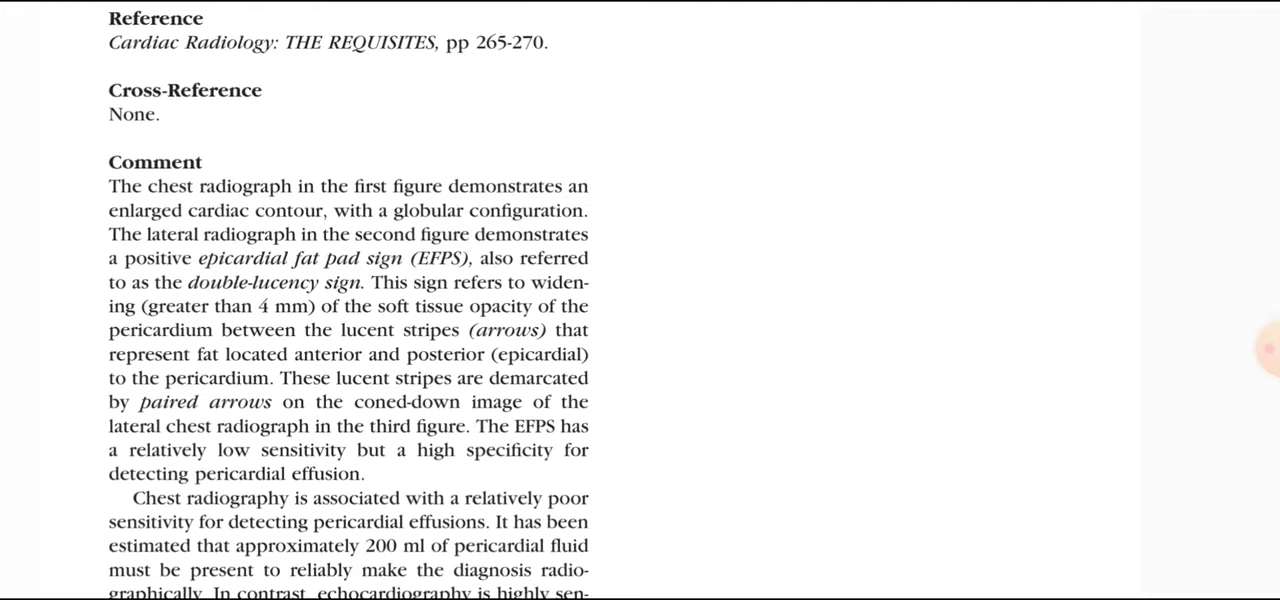 Reference
Cardiac Radiology: THE REQUISITES, pp 265-270.
Cross-Reference
None.
Comment
The chest radiograph in the first figure demonstrates an
enlarged cardiac contour, with a globular configuration.
The lateral radiograph in the second figure demonstrates
a positive epicardial fat pad sign (EFPS), also referred
to as the double-lucency sign. This sign refers to widen-
ing (greater than 4 mm) of the soft tissue opacity of the
pericardium between the lucent stripes (arrows) that
represent fat located anterior and posterior (epicardial)
to the pericardium. These lucent stripes are demarcated
by paired arrows on the coned-down image of the
lateral chest radiograph in the third figure. The EFPS has
a relatively low sensitivity but a high specificity for
detecting pericardial effusion.
Chest radiography is associated with a relatively poor
sensitivity for detecting pericardial effusions. It has been
estimated that approximately 200 ml of pericardial fluid
must be present to reliably make the diagnosis radio-
graphically. In contrast, echocardiography is highly sen-